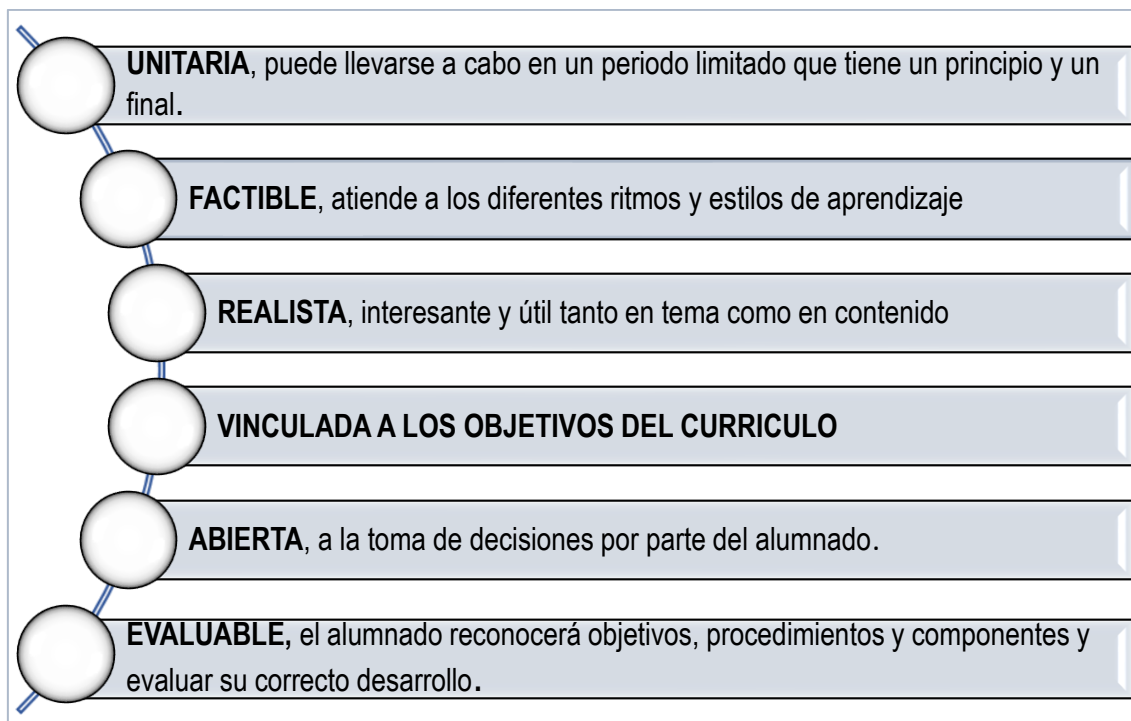 UNITARIA, puede llevarse a cabo en un periodo limitado que tiene un principio y un
final.
FACTIBLE, atiende a los diferentes ritmos y estilos de aprendizaje
REALISTA, interesante y útil tanto en tema como en contenido
VINCULADA A LOS OBJETIVOS DEL CURRICULO
ABIERTA, a la toma de decisiones por parte del alumnado.
EVALUABLE, el alumnado reconocerá objetivos, procedimientos y componentes y
evaluar su correcto desarrollo.